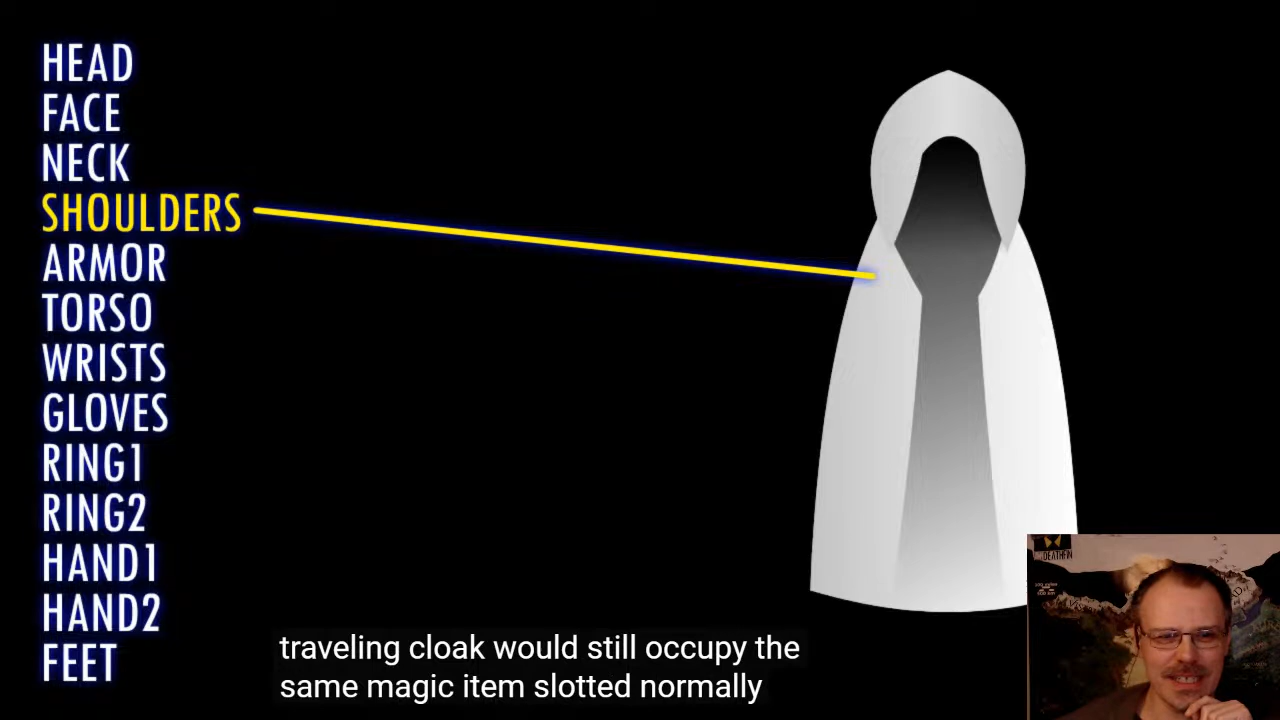 HEAD
FACE
NECK
SHOULDERS
ARMOR
TORSO
WRISTS
GLOVES
RING1
RING2
HAND1
HAND2
FEET
traveling cloak would still occupy the
same magic item slotted normally
DEATHFIN